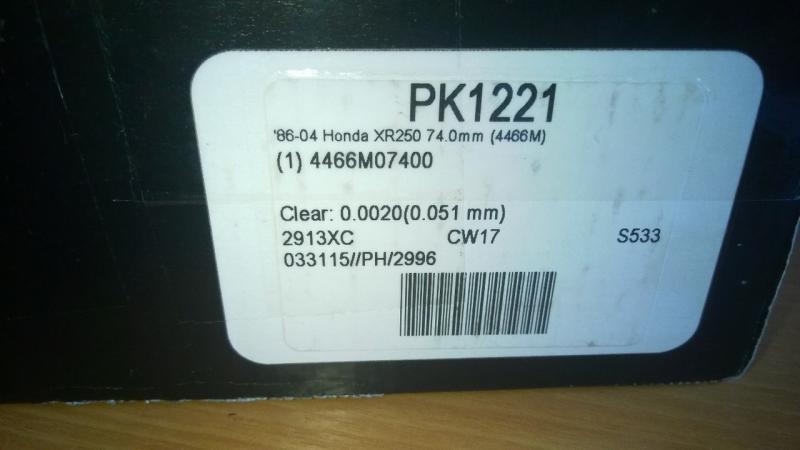 PK1221
'86-04 Honda XR250 74.0mm (4466M)
(1) 4466M07400
Clear: 0.0020(0.051 mm)
2913XC CW17 S533
033115//PH/2996